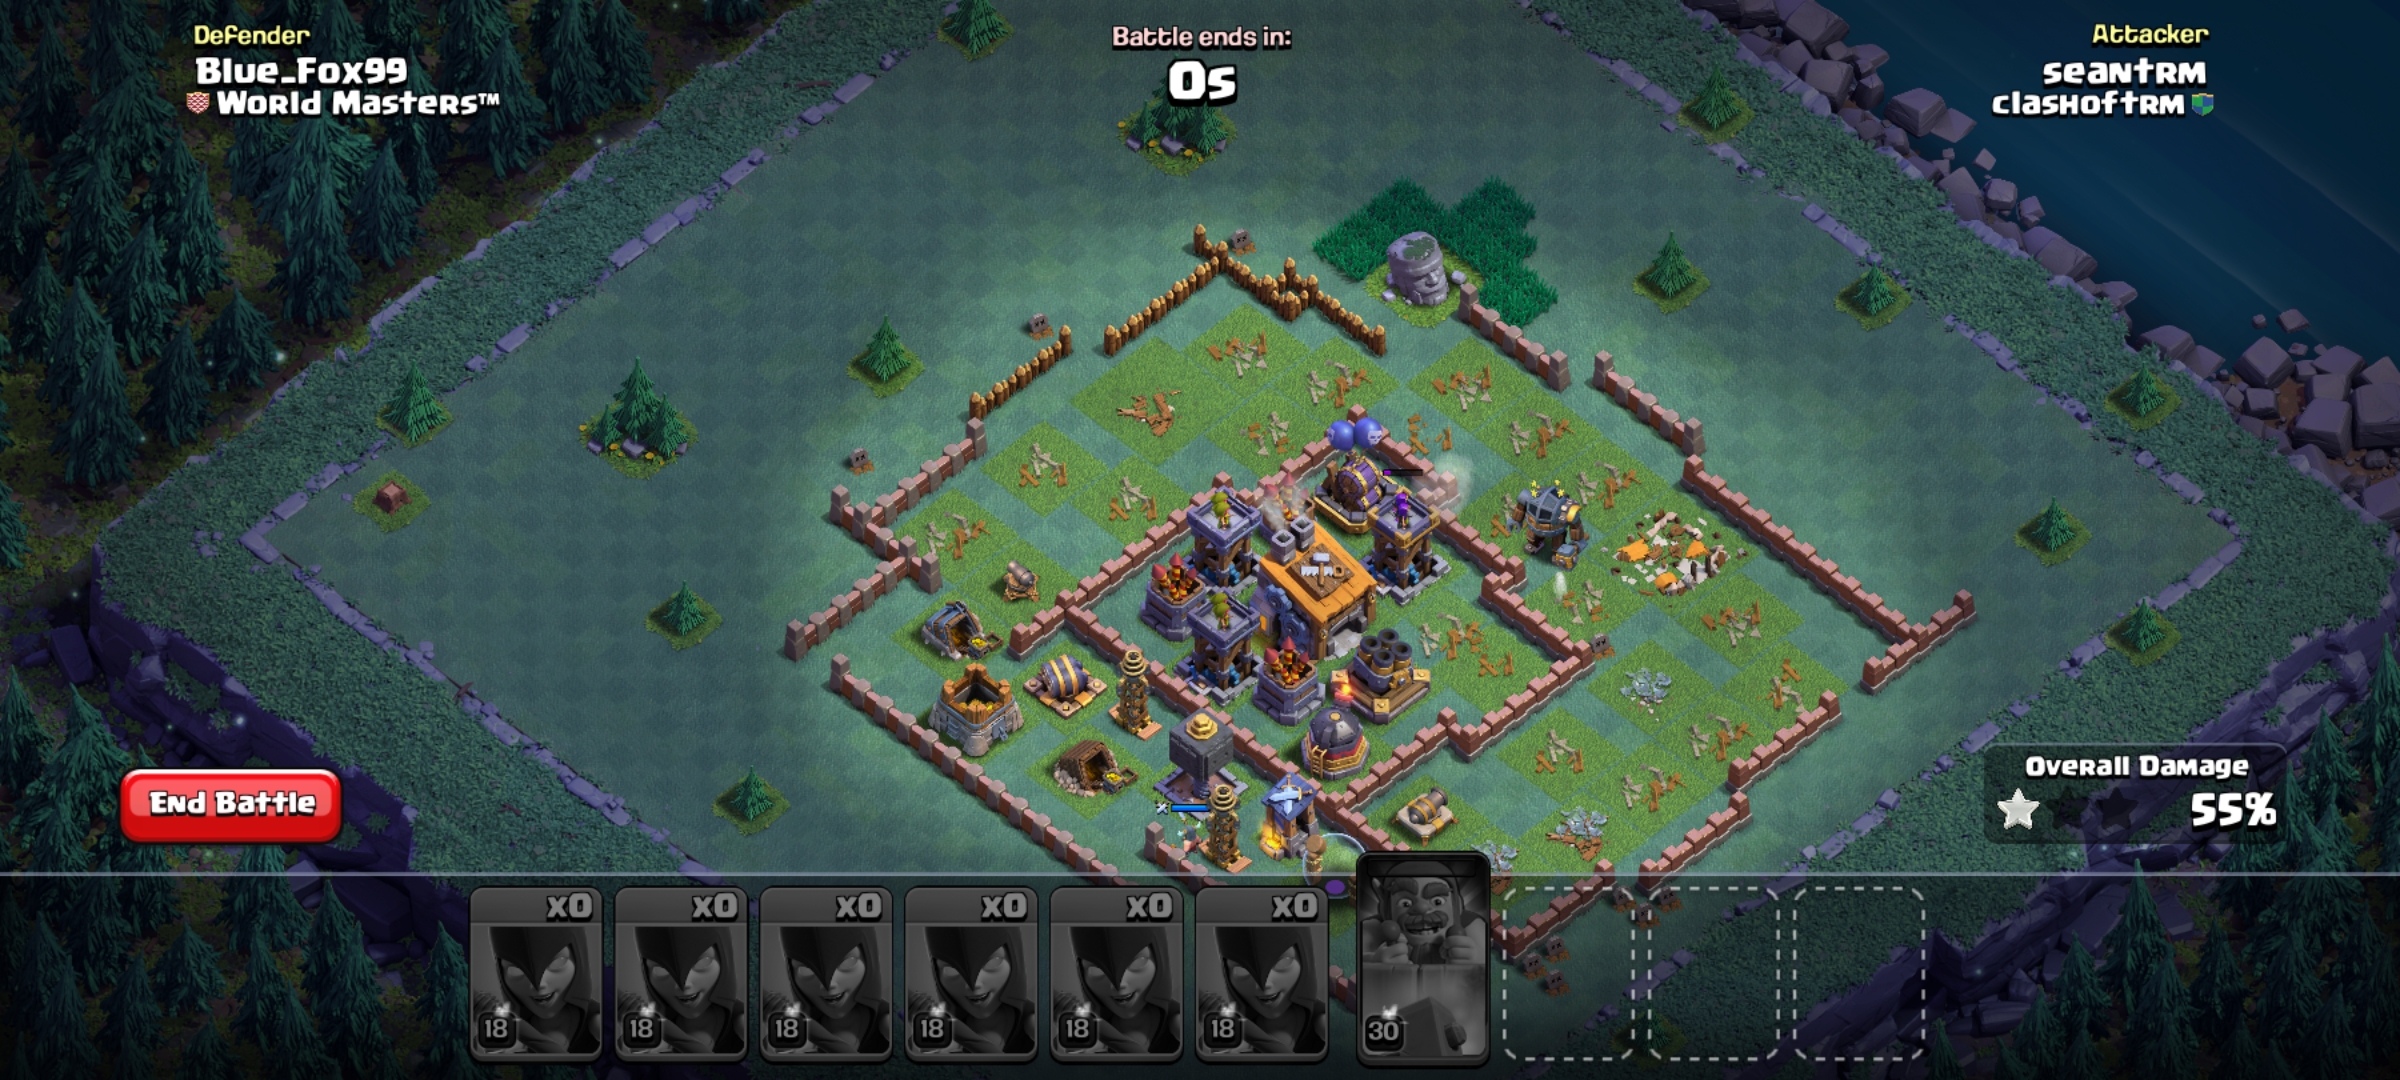 Defender
Blue_Fox99
World Masters™
Battle ends in:
0s
Attacker
seantrm
clashoftrm
End Battle
Overall Damage
55%
x0
x0
x0
x0
x0
x0
18
18
18
18
18
18
30